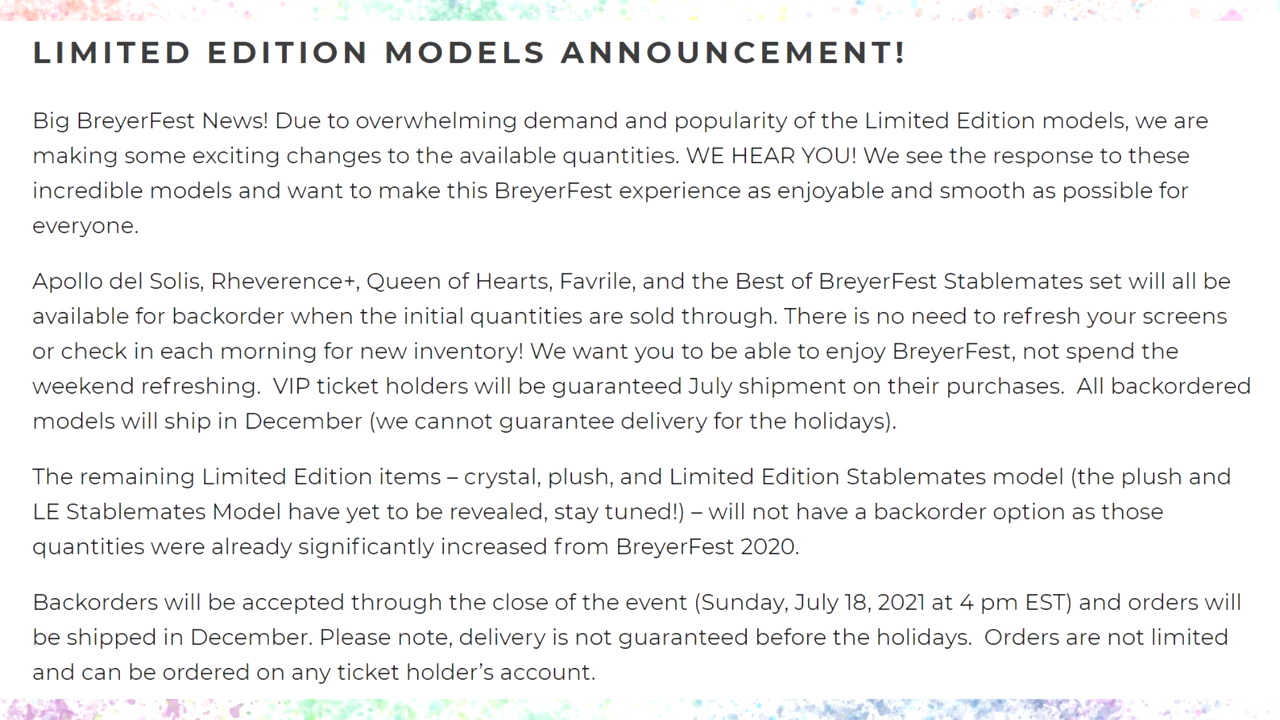 LIMITED EDITION MODELS ANNOUNCEMENT!
Big BreyerFest News! Due to overwhelming demand and popularity of the Limited Edition models, we are
making some exciting changes to the available quantities. WE HEAR YOU! We see the response to these
incredible models and want to make this BreyerFest experience as enjoyable and smooth as possible for
everyone.
Apollo del Solis, Rheverence+, Queen of Hearts, Favrile, and the Best of BreyerFest Stablemates set will all be
available for backorder when the initial quantities are sold through. There is no need to refresh your screens
or check in each morning for new inventory! We want you to be able to enjoy BreyerFest, not spend the
weekend refreshing.  VIP ticket holders will be guaranteed July shipment on their purchases.  All backordered
models will ship in December (we cannot guarantee delivery for the holidays).
The remaining Limited Edition items – crystal, plush, and Limited Edition Stablemates model (the plush and
LE Stablemates Model have yet to be revealed, stay tuned!) – will not have a backorder option as those
quantities were already significantly increased from BreyerFest 2020.
Backorders will be accepted through the close of the event (Sunday, July 18, 2021 at 4 pm EST) and orders will
be shipped in December. Please note, delivery is not guaranteed before the holidays.  Orders are not limited
and can be ordered on any ticket holder’s account.